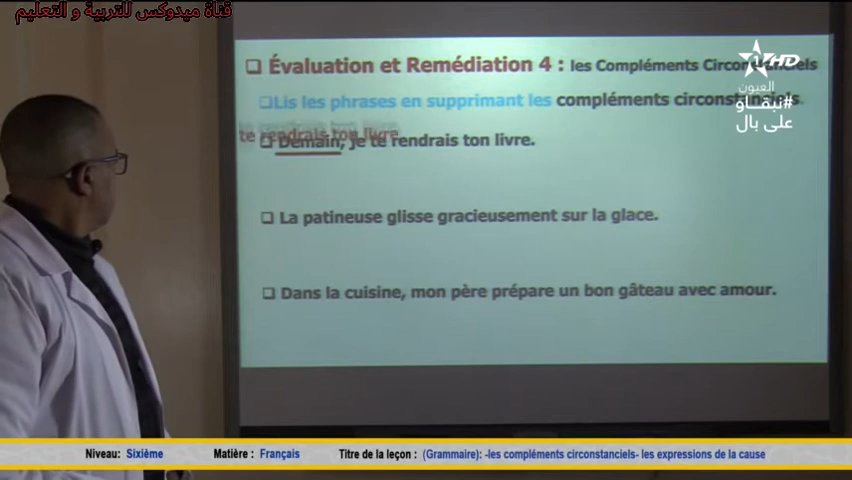 قناة ميدوكس للتربية و التعليم
Évaluation et Remédiation 4 : les Compléments Circonstanciels
HD
العيون
Lis les phrases en supprimant les compléments circonstanciels
#نبقاو
على بال
te rendrais ton livre
Demain, je te rendrais ton livre.
La patineuse glisse gracieusement sur la glace.
Dans la cuisine, mon père prépare un bon gâteau avec amour.
Niveau: Sixième Matière : Français Titre de la leçon : (Grammaire): -les compléments circonstanciels- les expressions de la cause